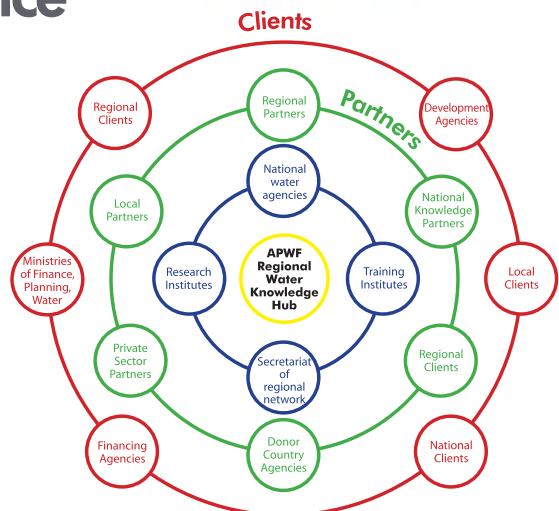 Clients
Regional
Clients
Regional
Partners
Partners
Development
Agencies
National
water
agencies
Local
Partners
National
Knowledge
Partners
Ministries
of Finance,
Planning,
Water
Research
Institutes
APWF
Regional
Water
Knowledge
Hub
Training
Institutes
Local
Clients
Private
Sector
Partners
Secretariat
of
regional
network
Regional
Clients
Financing
Agencies
Donor
Country
Agencies
National
Clients